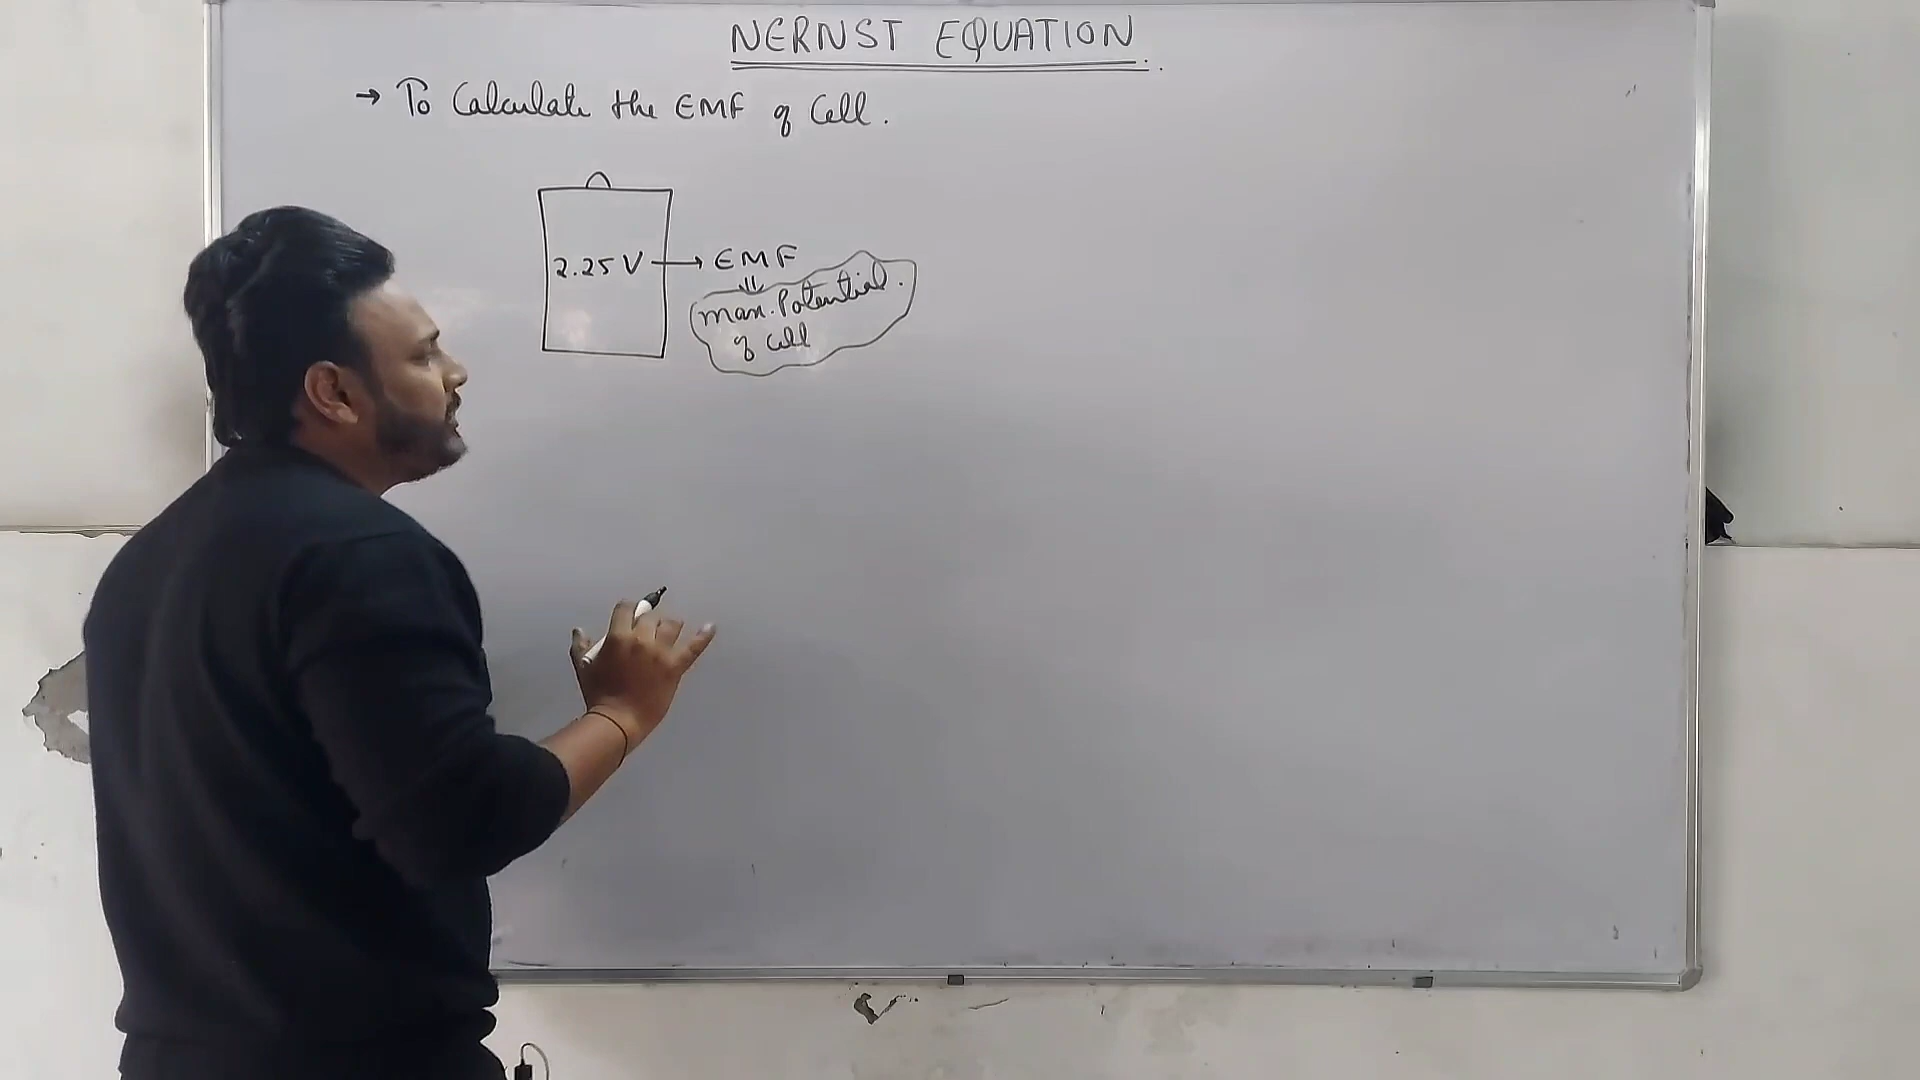 NERNST EQUATION
→ To Calculate the EMF of Cell.
2.25 V → EMF
max. Potential.
of cell